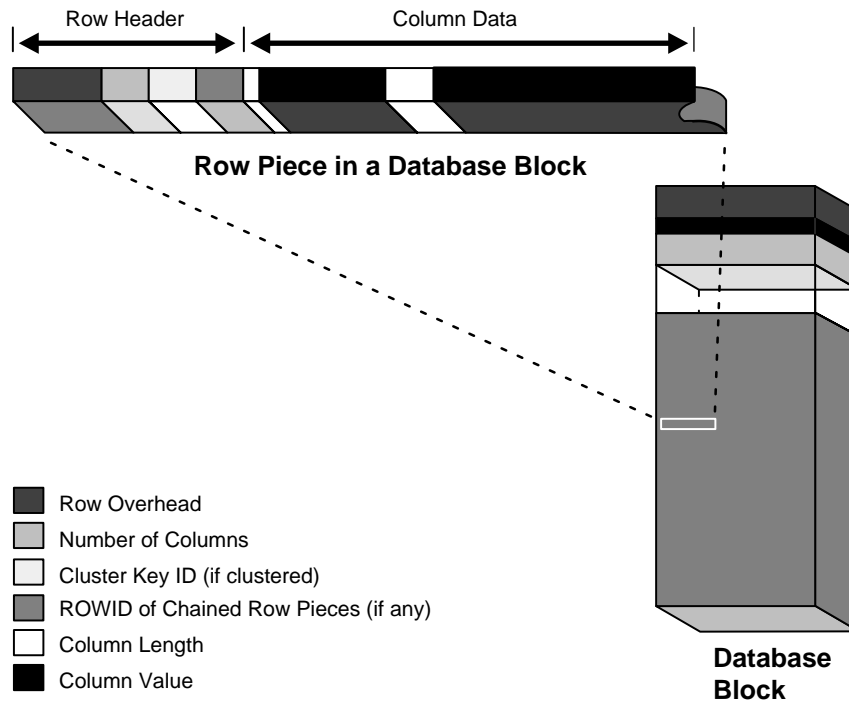 Row Header
Column Data
Row Piece in a Database Block
Row Overhead
Number of Columns
Cluster Key ID (if clustered)
ROWID of Chained Row Pieces (if any)
Column Length
Column Value
Database
Block